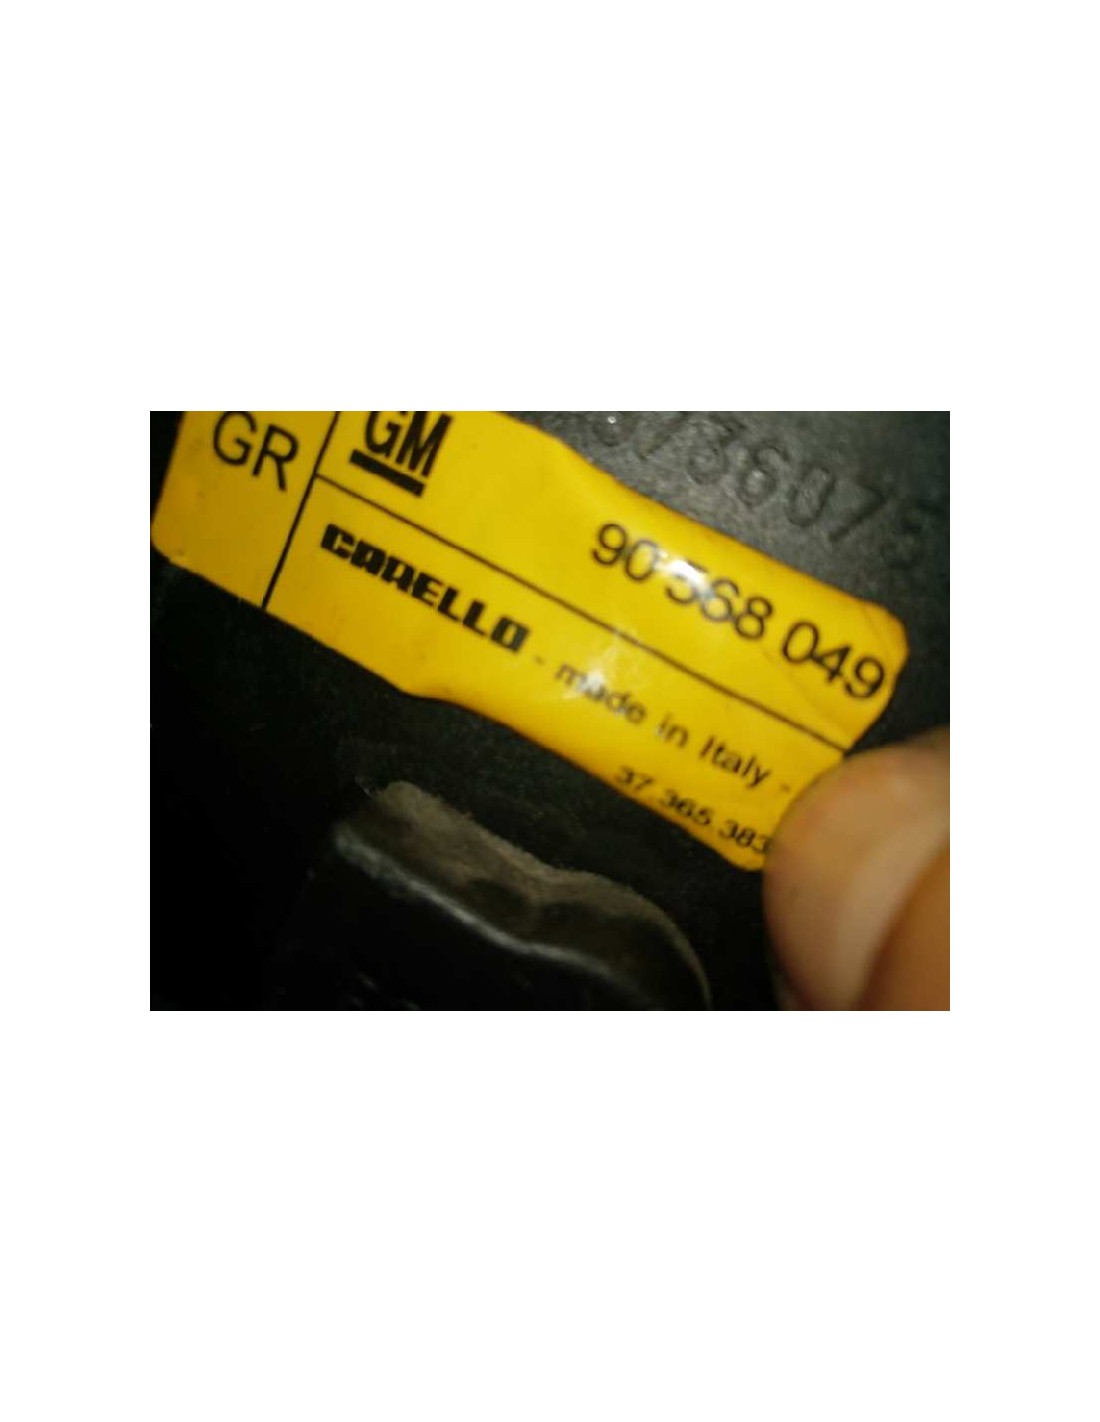 GR
GM
90 568 049
CARELLO - made in Italy -
37 365 383